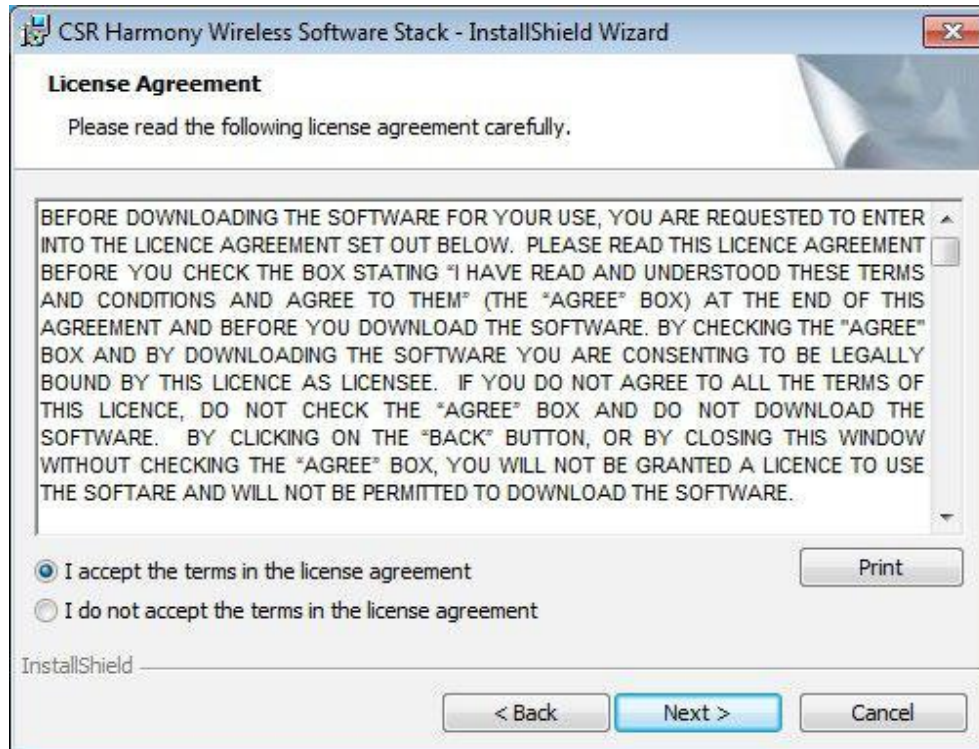 CSR Harmony Wireless Software Stack - InstallShield Wizard
License Agreement
Please read the following license agreement carefully.
BEFORE DOWNLOADING THE SOFTWARE FOR YOUR USE, YOU ARE REQUESTED TO ENTER
INTO THE LICENCE AGREEMENT SET OUT BELOW. PLEASE READ THIS LICENCE AGREEMENT
BEFORE YOU CHECK THE BOX STATING “I HAVE READ AND UNDERSTOOD THESE TERMS
AND CONDITIONS AND AGREE TO THEM” (THE “AGREE” BOX) AT THE END OF THIS
AGREEMENT AND BEFORE YOU DOWNLOAD THE SOFTWARE. BY CHECKING THE "AGREE"
BOX AND BY DOWNLOADING THE SOFTWARE YOU ARE CONSENTING TO BE LEGALLY
BOUND BY THIS LICENCE AS LICENSEE. IF YOU DO NOT AGREE TO ALL THE TERMS OF
THIS LICENCE, DO NOT CHECK THE “AGREE” BOX AND DO NOT DOWNLOAD THE
SOFTWARE. BY CLICKING ON THE “BACK” BUTTON, OR BY CLOSING THIS WINDOW
WITHOUT CHECKING THE “AGREE” BOX, YOU WILL NOT BE GRANTED A LICENCE TO USE
THE SOFTARE AND WILL NOT BE PERMITTED TO DOWNLOAD THE SOFTWARE.
I accept the terms in the license agreement
Print
I do not accept the terms in the license agreement
InstallShield
< Back Next > Cancel